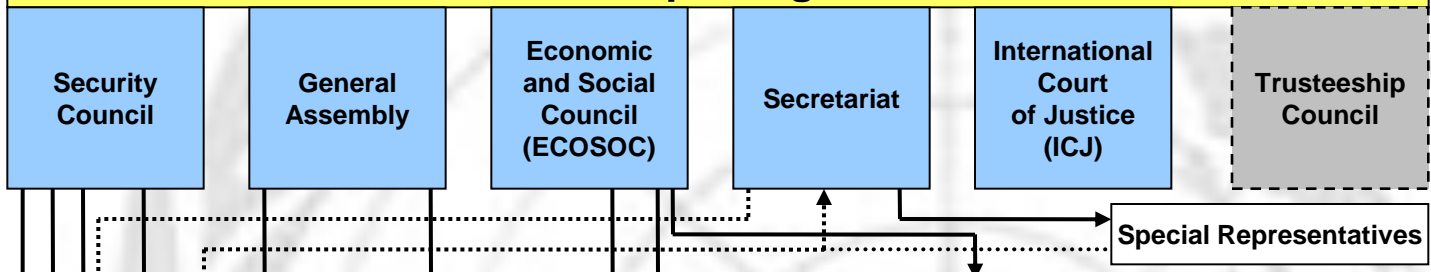 Security
Council
General
Assembly
Economic
and Social
Council
(ECOSOC)
Secretariat
International
Court
of Justice
(ICJ)
Trusteeship
Council
Special Representatives